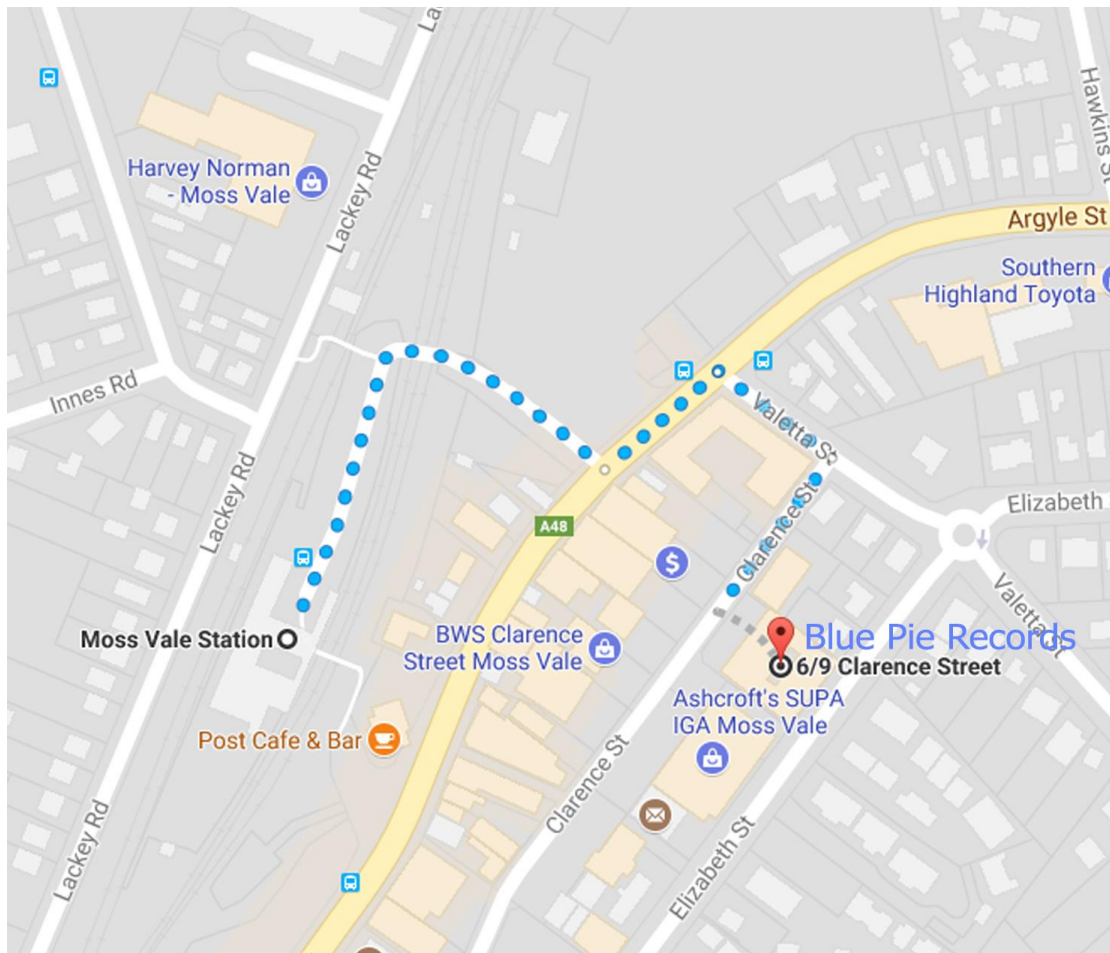 La
Hawkins St
Harvey Norman
- Moss Vale
Lackey Rd
Argyle St
Southern
Highland Toyota
Innes Rd
Valetta St
Lackey Rd
Elizabeth
A48
$
Clarence St
Valetta St
Moss Vale Station
BWS Clarence
Street Moss Vale
Blue Pie Records
6/9 Clarence Street
Ashcroft's SUPA
IGA Moss Vale
Post Cafe & Bar
Clarence St
Lackey Rd
Elizabeth St